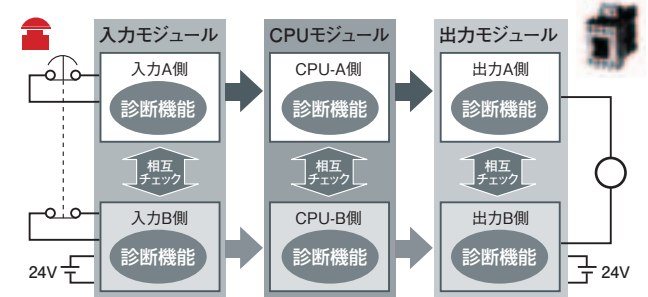 入力モジュール
CPUモジュール
出力モジュール
入力A側
診断機能
CPU-A側
診断機能
出力A側
診断機能
相互
チェック
相互
チェック
相互
チェック
入力B側
診断機能
CPU-B側
診断機能
出力B側
診断機能
24V
24V